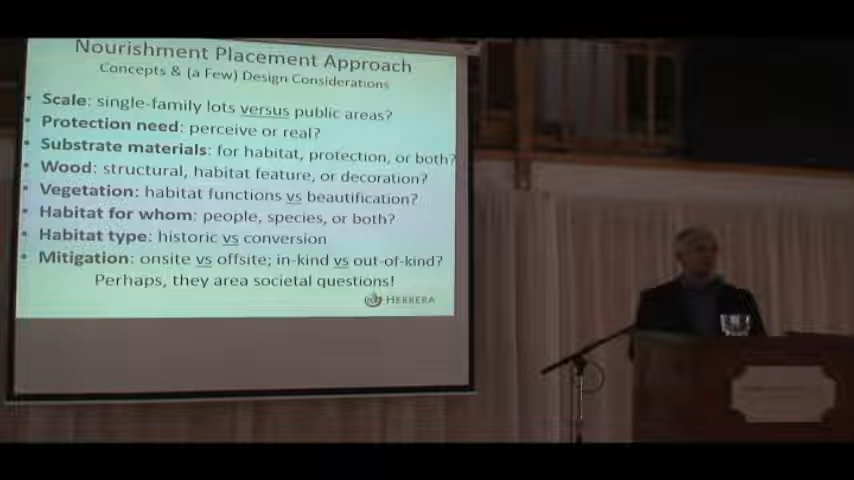 Nourishment Placement Approach
Concepts & (a Few) Design Considerations
• Scale: single-family lots versus public areas?
• Protection need: perceive or real?
• Substrate materials: for habitat, protection, or both?
• Wood: structural, habitat feature, or decoration?
• Vegetation: habitat functions vs beautification?
• Habitat for whom: people, species, or both?
• Habitat type: historic vs conversion
• Mitigation: onsite vs offsite; in-kind vs out-of-kind?
Perhaps, they area societal questions!
HERRERA